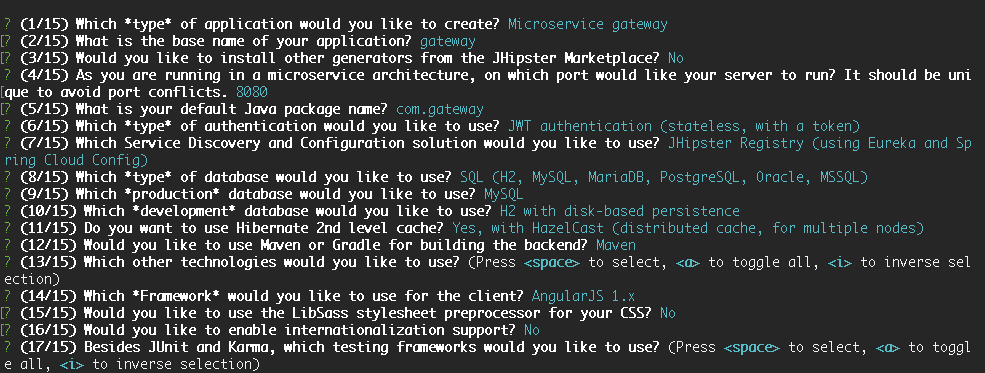 ? (1/15) Which *type* of application would you like to create? Microservice gateway
[? (2/15) What is the base name of your application? gateway
[? (3/15) Would you like to install other generators from the JHipster Marketplace? No
? (4/15) As you are running in a microservice architecture, on which port would like your server to run? It should be uni
[que to avoid port conflicts. 8080
[? (5/15) What is your default Java package name? com.gateway
? (6/15) Which *type* of authentication would you like to use? JWT authentication (stateless, with a token)
? (7/15) Which Service Discovery and Configuration solution would you like to use? JHipster Registry (using Eureka and Sp
ring Cloud Config)
? (8/15) Which *type* of database would you like to use? SQL (H2, MySQL, MariaDB, PostgreSQL, Oracle, MSSQL)
? (9/15) Which *production* database would you like to use? MySQL
? (10/15) Which *development* database would you like to use? H2 with disk-based persistence
? (11/15) Do you want to use Hibernate 2nd level cache? Yes, with HazelCast (distributed cache, for multiple nodes)
? (12/15) Would you like to use Maven or Gradle for building the backend? Maven
? (13/15) Which other technologies would you like to use? (Press <space> to select, <a> to toggle all, <i> to inverse sel
ection)
? (14/15) Which *Framework* would you like to use for the client? AngularJS 1.x
[? (15/15) Would you like to use the LibSass stylesheet preprocessor for your CSS? No
[? (16/15) Would you like to enable internationalization support? No
? (17/15) Besides JUnit and Karma, which testing frameworks would you like to use? (Press <space> to select, <a> to toggl
e all, <i> to inverse selection)